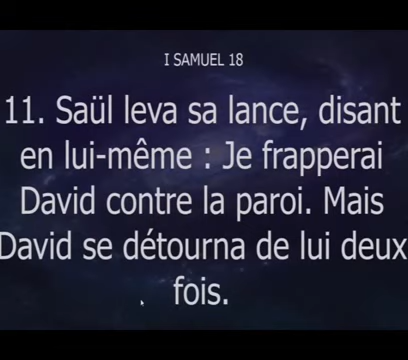 I SAMUEL 18
11. Saül leva sa lance, disant
en lui-même : Je frapperai
David contre la paroi. Mais
David se détourna de lui deux
fois.